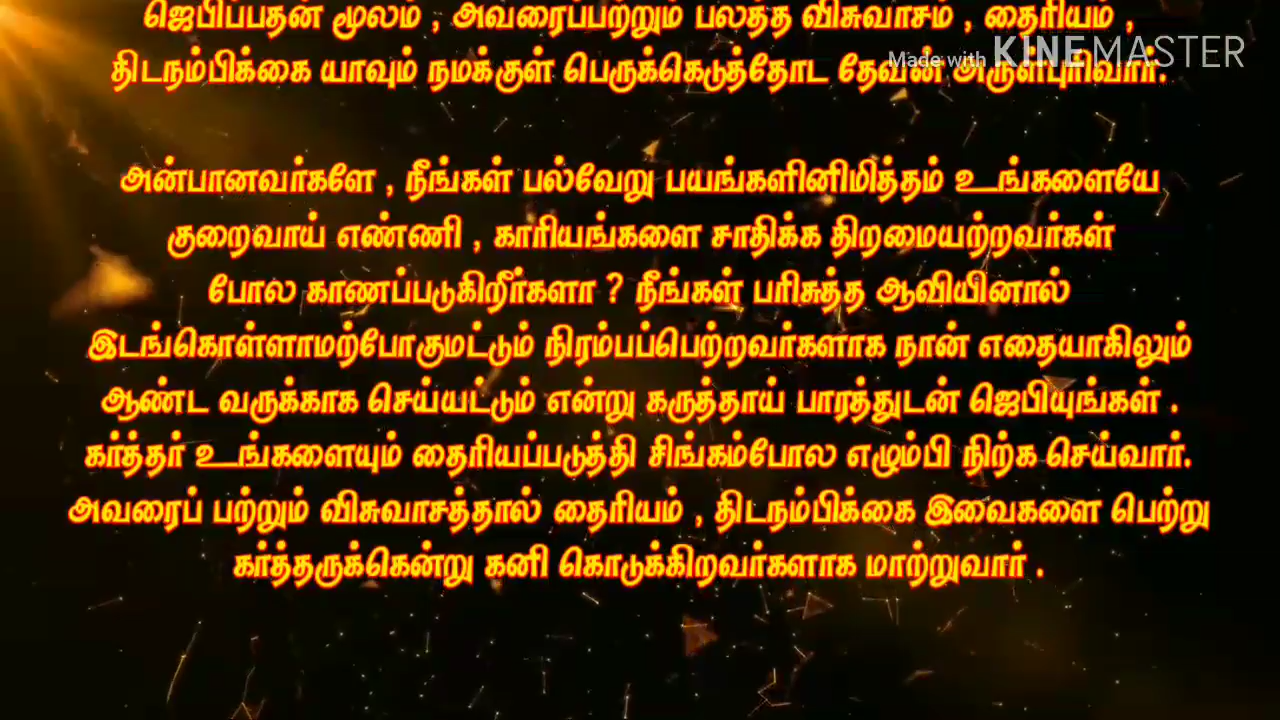 ஜெபிப்பதன் மூலம் , அவரைப்பற்றும் பலத்த விசுவாசம் , தைரியம் ,
Made with KINEMASTER
திடநம்பிக்கை யாவும் நமக்குள் பெருக்கெடுத்தோட தேவன் அருள்புரிவார்.
அன்பானவர்களே , நீங்கள் பல்வேறு பயங்களினிமித்தம் உங்களையே
குறைவாய் எண்ணி , காரியங்களை சாதிக்க திறமையற்றவர்கள்
போல காணப்படுகிறீர்களா ? நீங்கள் பரிசுத்த ஆவியினால்
இடங்கொள்ளாமற்போகுமட்டும் நிரம்பப்பெற்றவர்களாக நான் எதையாகிலும்
ஆண்ட வருக்காக செய்யட்டும் என்று கருத்தாய் பாரத்துடன் ஜெபியுங்கள் .
கர்த்தர் உங்களையும் தைரியப்படுத்தி சிங்கம்போல எழும்பி நிற்க செய்வார்.
அவரைப் பற்றும் விசுவாசத்தால் தைரியம் , திடநம்பிக்கை இவைகளை பெற்று
கர்த்தருக்கென்று கனி கொடுக்கிறவர்களாக மாற்றுவார் .